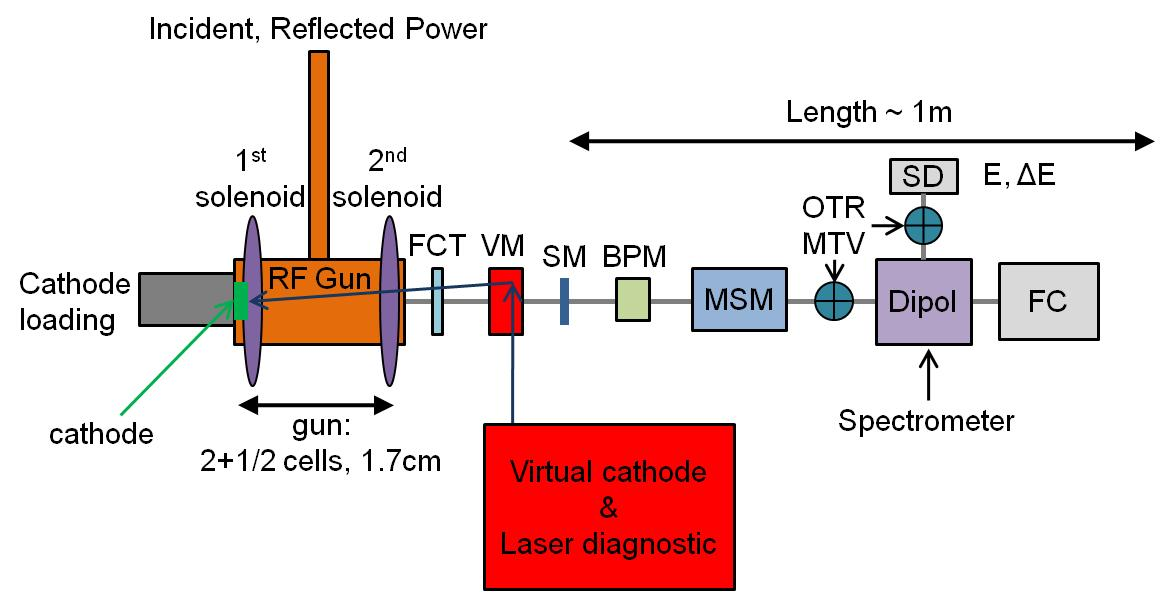 Incident, Reflected Power
Length ~ 1m
1st
solenoid
2nd
solenoid
SD
E, ΔE
OTR
MTV
FCT
VM
SM
BPM
Cathode
loading
RF Gun
MSM
Dipol
FC
cathode
gun:
2+1/2 cells, 1.7cm
Spectrometer
Virtual cathode
&
Laser diagnostic